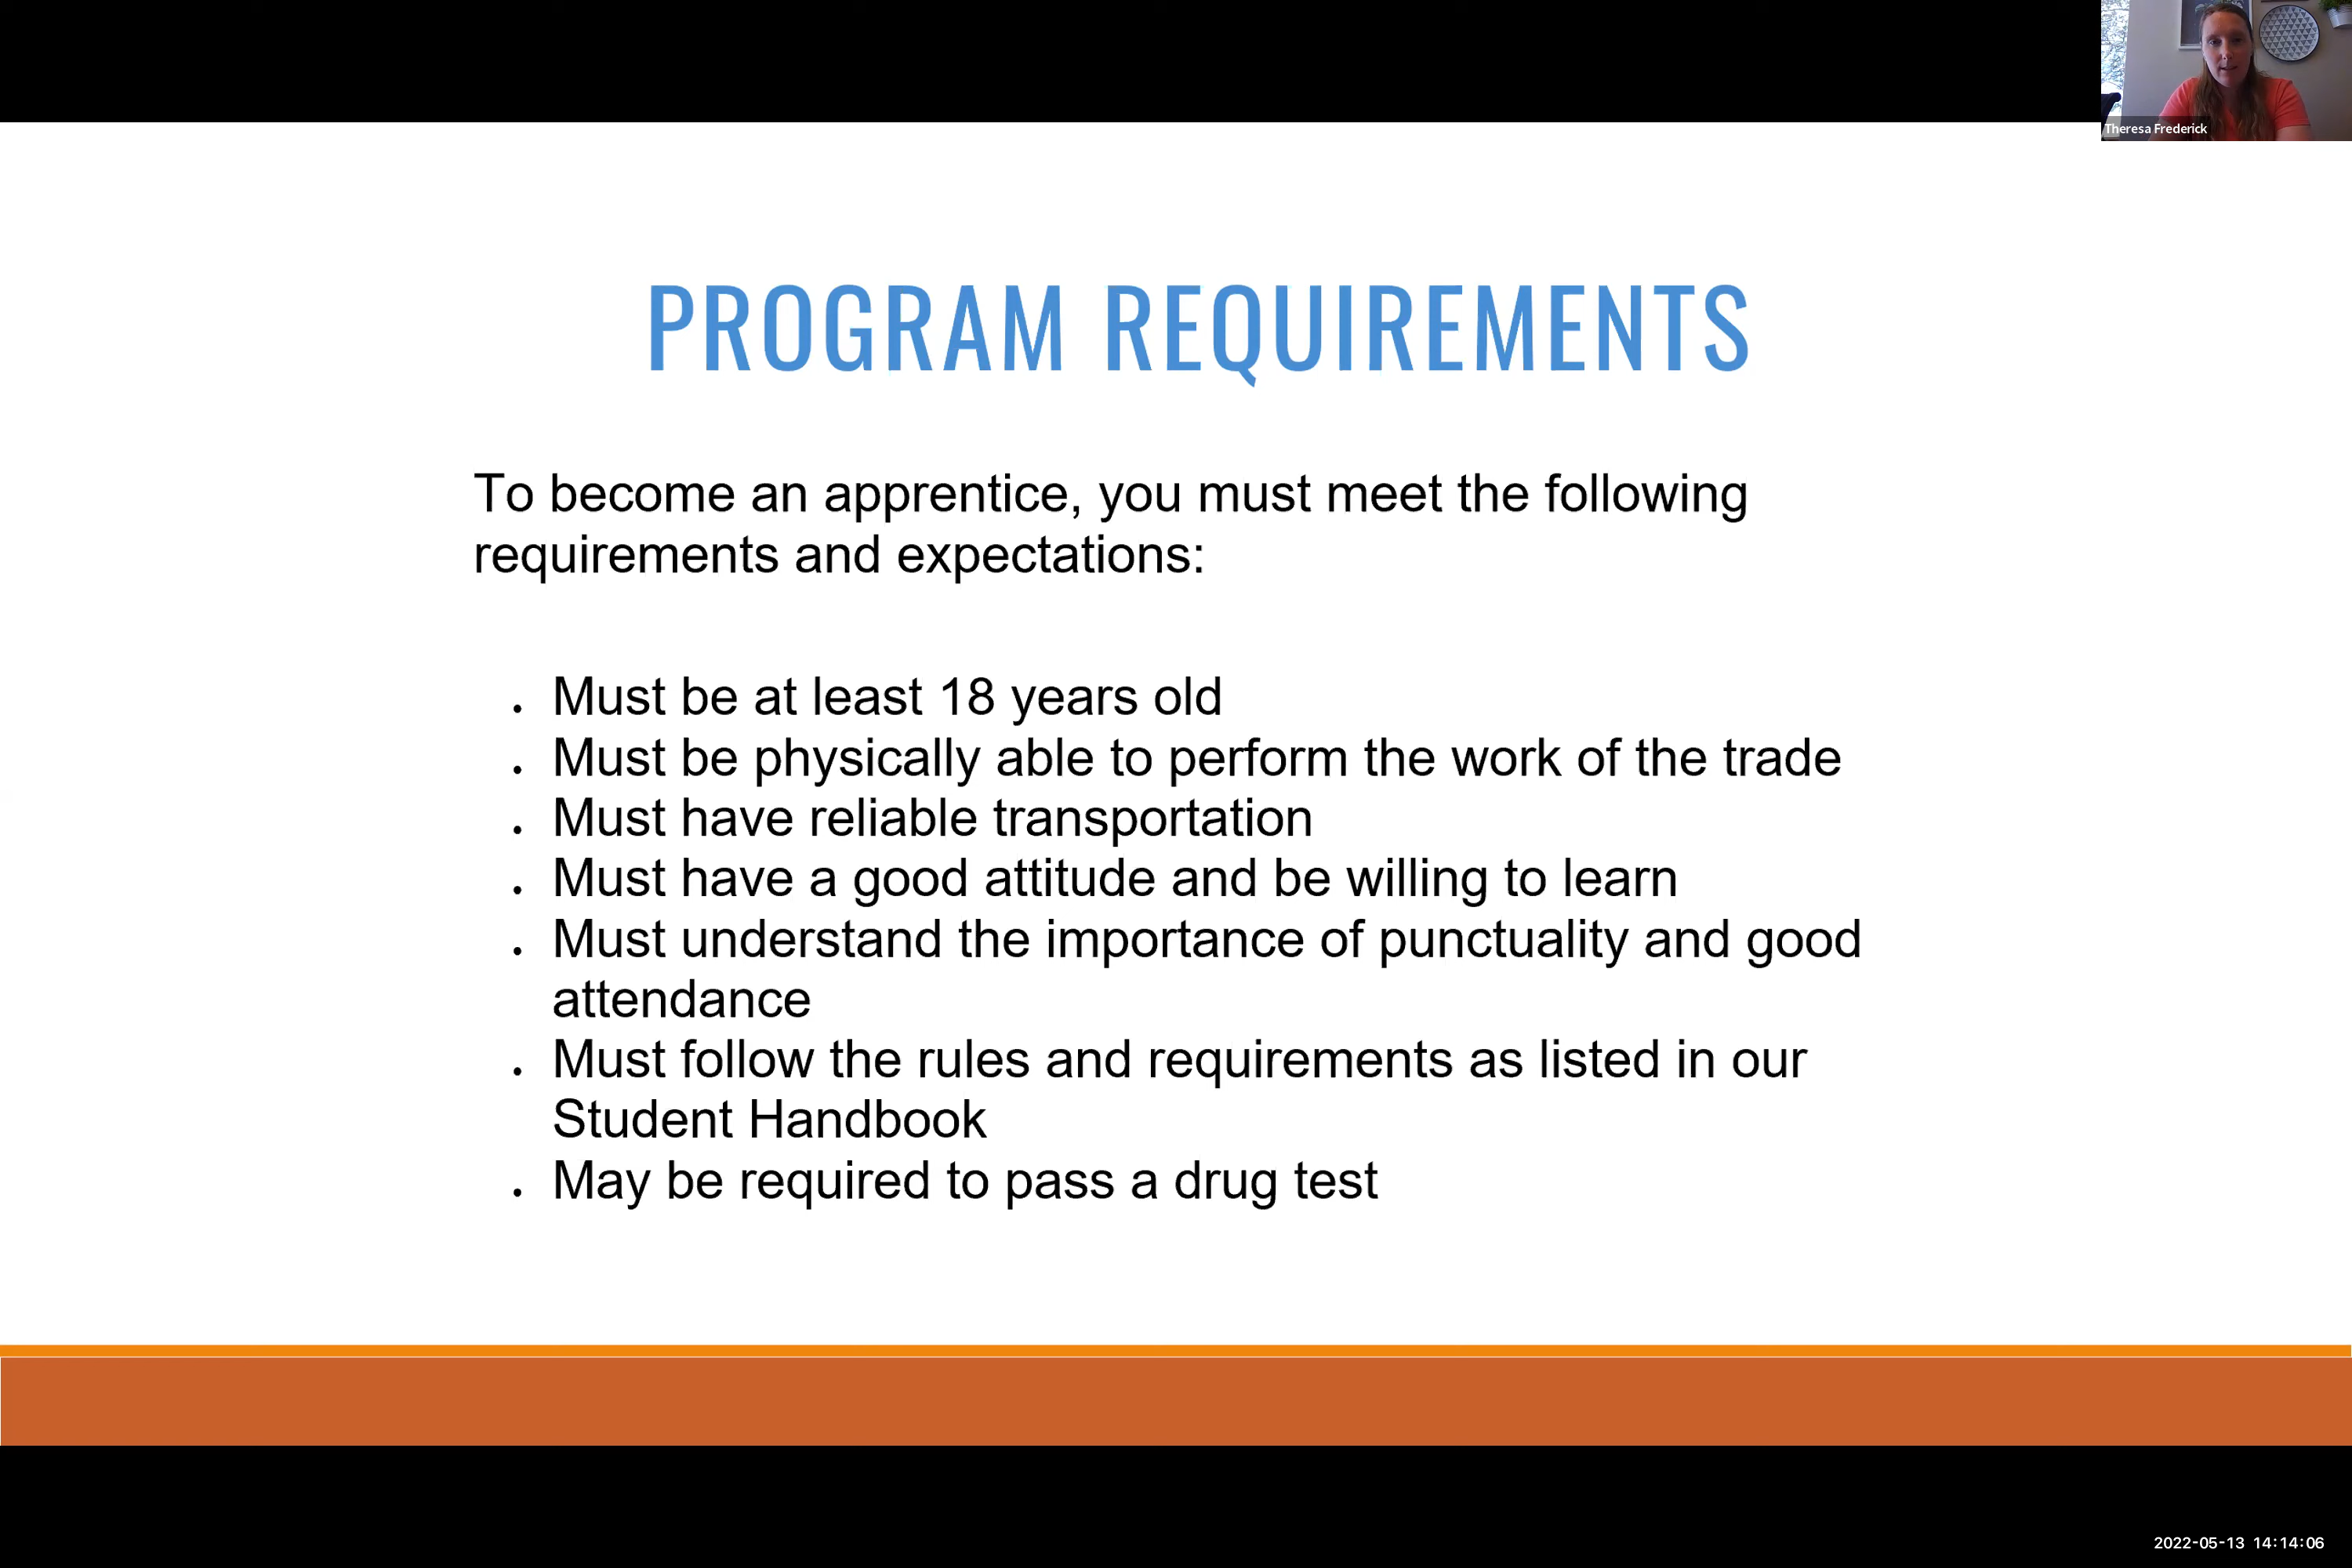 Theresa Frederick
PROGRAM REQUIREMENTS
To become an apprentice, you must meet the following
requirements and expectations:
• Must be at least 18 years old
• Must be physically able to perform the work of the trade
• Must have reliable transportation
• Must have a good attitude and be willing to learn
• Must understand the importance of punctuality and good
attendance
• Must follow the rules and requirements as listed in our
Student Handbook
• May be required to pass a drug test
2022-05-13 14:14:06